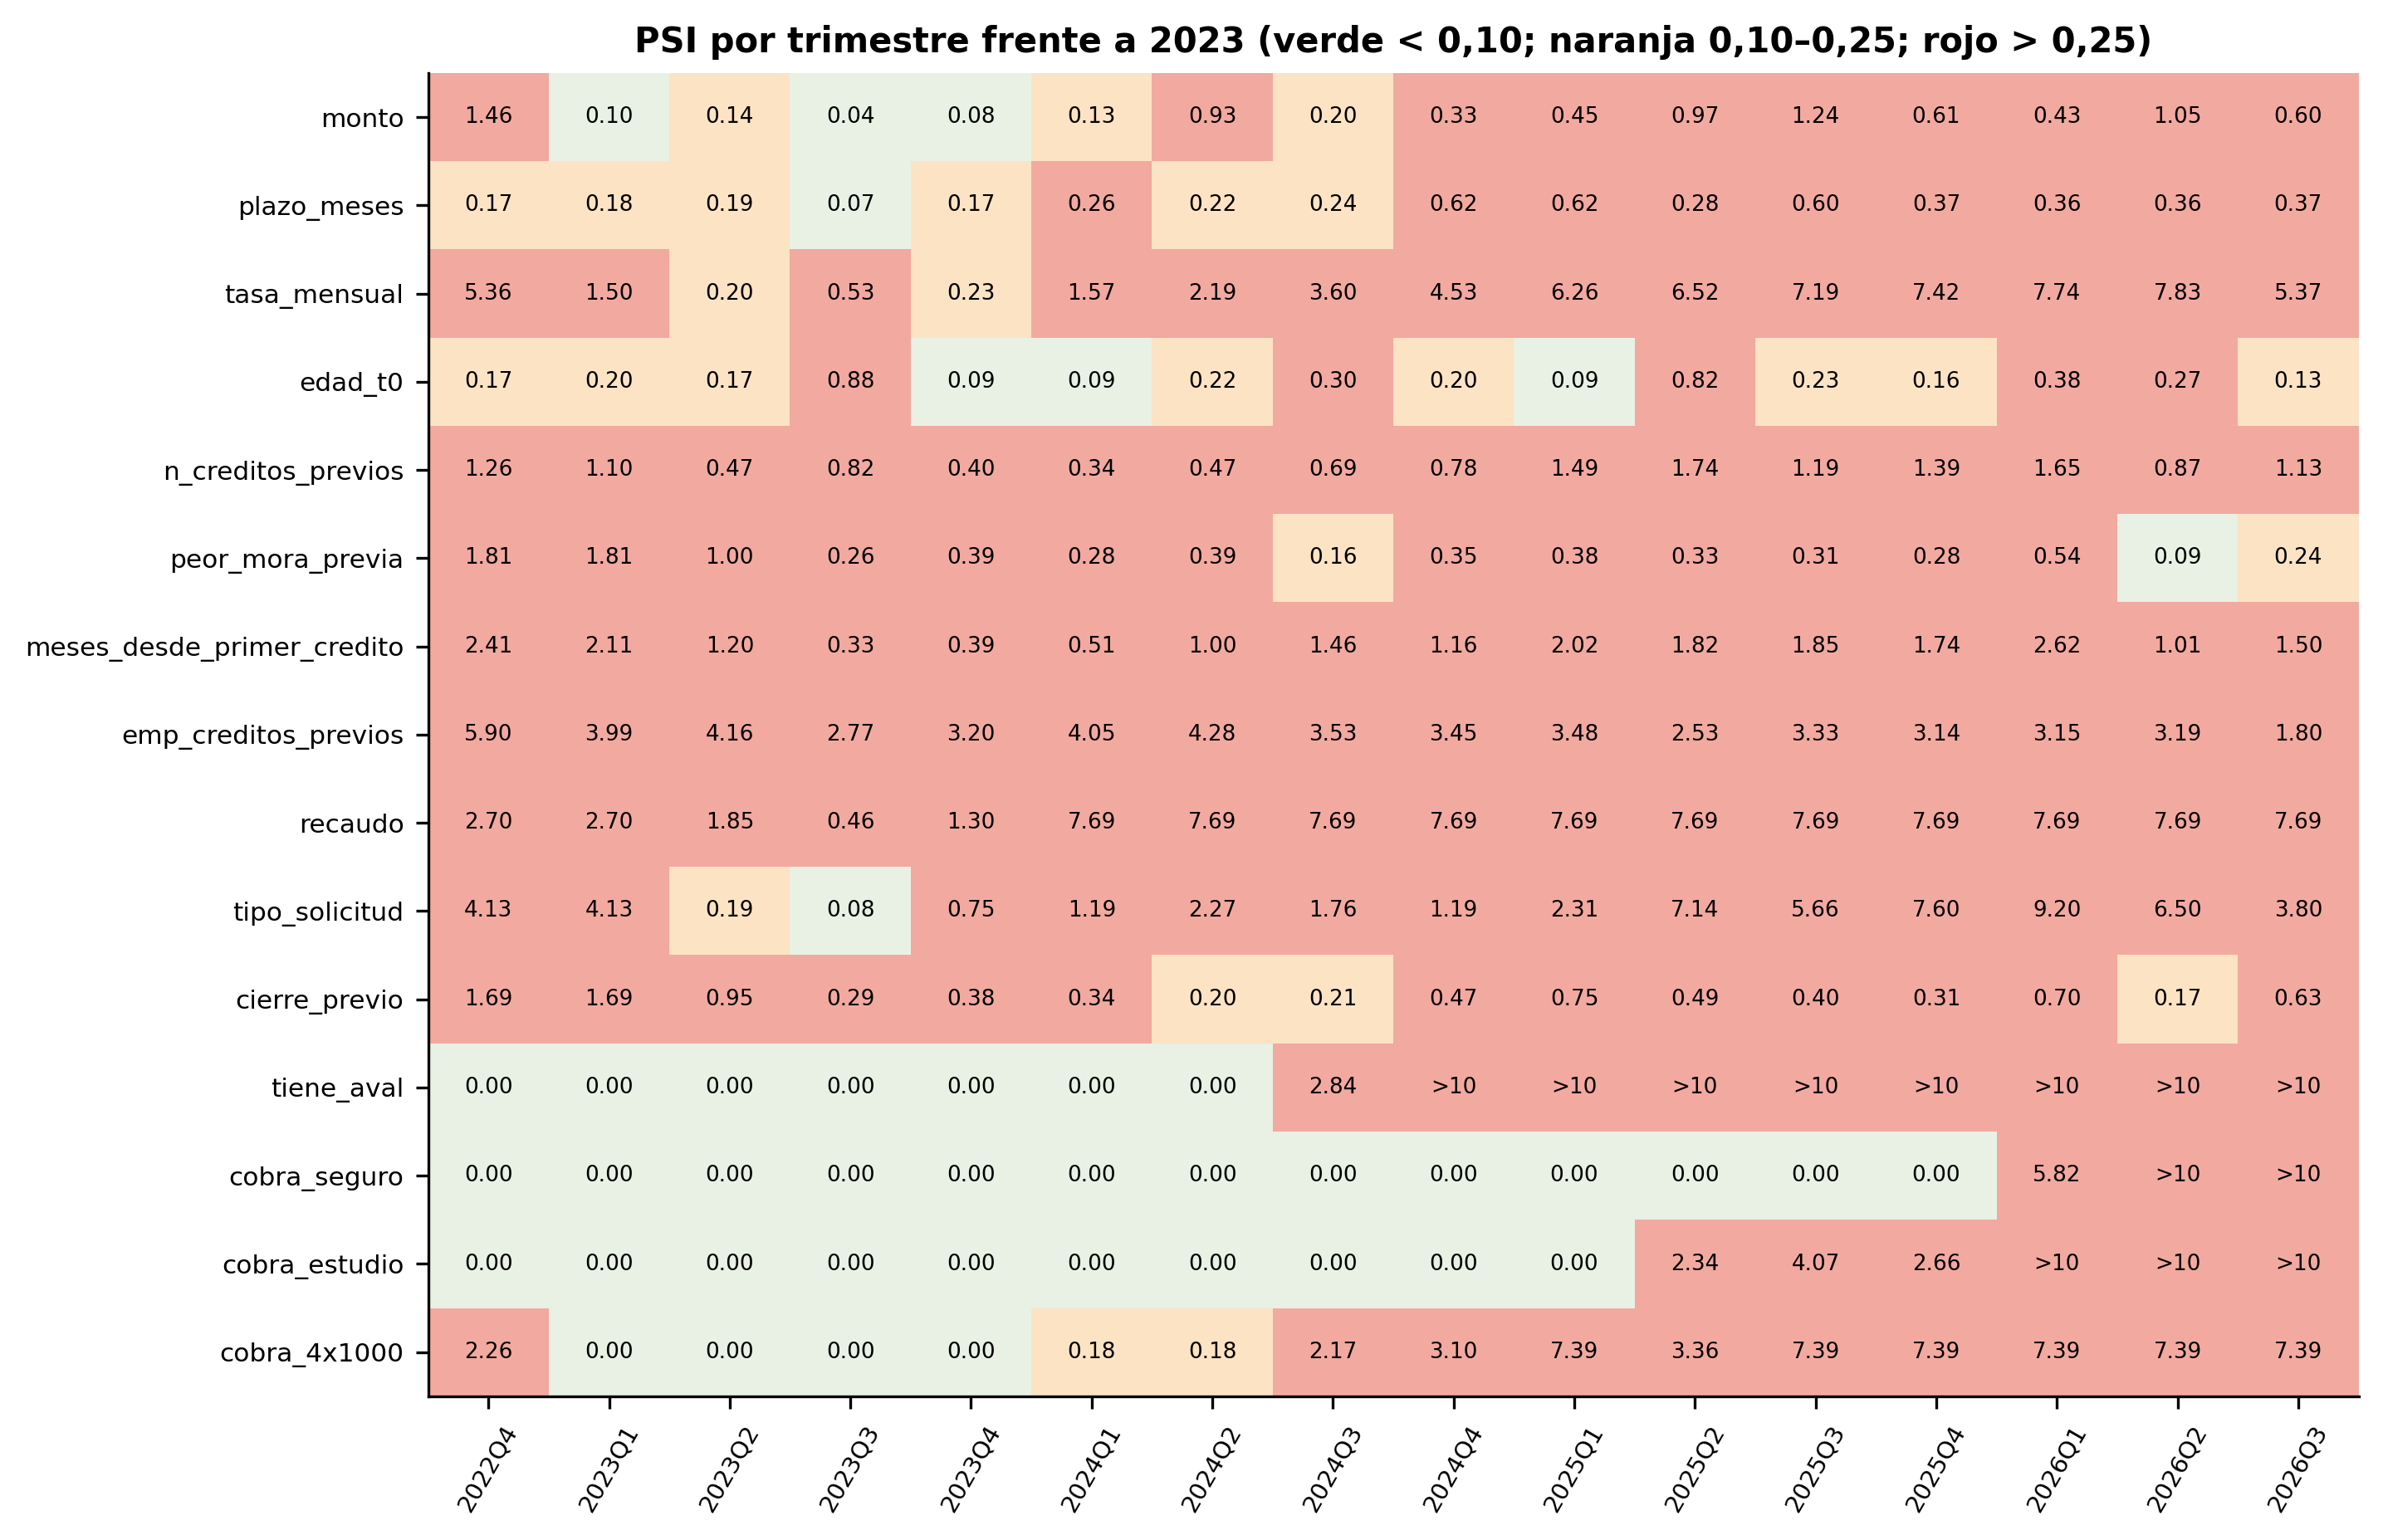 PSI por trimestre frente a 2023 (verde < 0,10; naranja 0,10–0,25; rojo > 0,25)
monto 1.46 0.10 0.14 0.04 0.08 0.13 0.93 0.20 0.33 0.45 0.97 1.24 0.61 0.43 1.05 0.60
plazo_meses 0.17 0.18 0.19 0.07 0.17 0.26 0.22 0.24 0.62 0.62 0.28 0.60 0.37 0.36 0.36 0.37
tasa_mensual 5.36 1.50 0.20 0.53 0.23 1.57 2.19 3.60 4.53 6.26 6.52 7.19 7.42 7.74 7.83 5.37
edad_t0 0.17 0.20 0.17 0.88 0.09 0.09 0.22 0.30 0.20 0.09 0.82 0.23 0.16 0.38 0.27 0.13
n_creditos_previos 1.26 1.10 0.47 0.82 0.40 0.34 0.47 0.69 0.78 1.49 1.74 1.19 1.39 1.65 0.87 1.13
peor_mora_previa 1.81 1.81 1.00 0.26 0.39 0.28 0.39 0.16 0.35 0.38 0.33 0.31 0.28 0.54 0.09 0.24
meses_desde_primer_credito 2.41 2.11 1.20 0.33 0.39 0.51 1.00 1.46 1.16 2.02 1.82 1.85 1.74 2.62 1.01 1.50
emp_creditos_previos 5.90 3.99 4.16 2.77 3.20 4.05 4.28 3.53 3.45 3.48 2.53 3.33 3.14 3.15 3.19 1.80
recaudo 2.70 2.70 1.85 0.46 1.30 7.69 7.69 7.69 7.69 7.69 7.69 7.69 7.69 7.69 7.69 7.69
tipo_solicitud 4.13 4.13 0.19 0.08 0.75 1.19 2.27 1.76 1.19 2.31 7.14 5.66 7.60 9.20 6.50 3.80
cierre_previo 1.69 1.69 0.95 0.29 0.38 0.34 0.20 0.21 0.47 0.75 0.49 0.40 0.31 0.70 0.17 0.63
tiene_aval 0.00 0.00 0.00 0.00 0.00 0.00 0.00 2.84 >10 >10 >10 >10 >10 >10 >10 >10
cobra_seguro 0.00 0.00 0.00 0.00 0.00 0.00 0.00 0.00 0.00 0.00 0.00 0.00 0.00 5.82 >10 >10
cobra_estudio 0.00 0.00 0.00 0.00 0.00 0.00 0.00 0.00 0.00 0.00 2.34 4.07 2.66 >10 >10 >10
cobra_4x1000 2.26 0.00 0.00 0.00 0.00 0.18 0.18 2.17 3.10 7.39 3.36 7.39 7.39 7.39 7.39 7.39
2022Q4 2023Q1 2023Q2 2023Q3 2023Q4 2024Q1 2024Q2 2024Q3 2024Q4 2025Q1 2025Q2 2025Q3 2025Q4 2026Q1 2026Q2 2026Q3